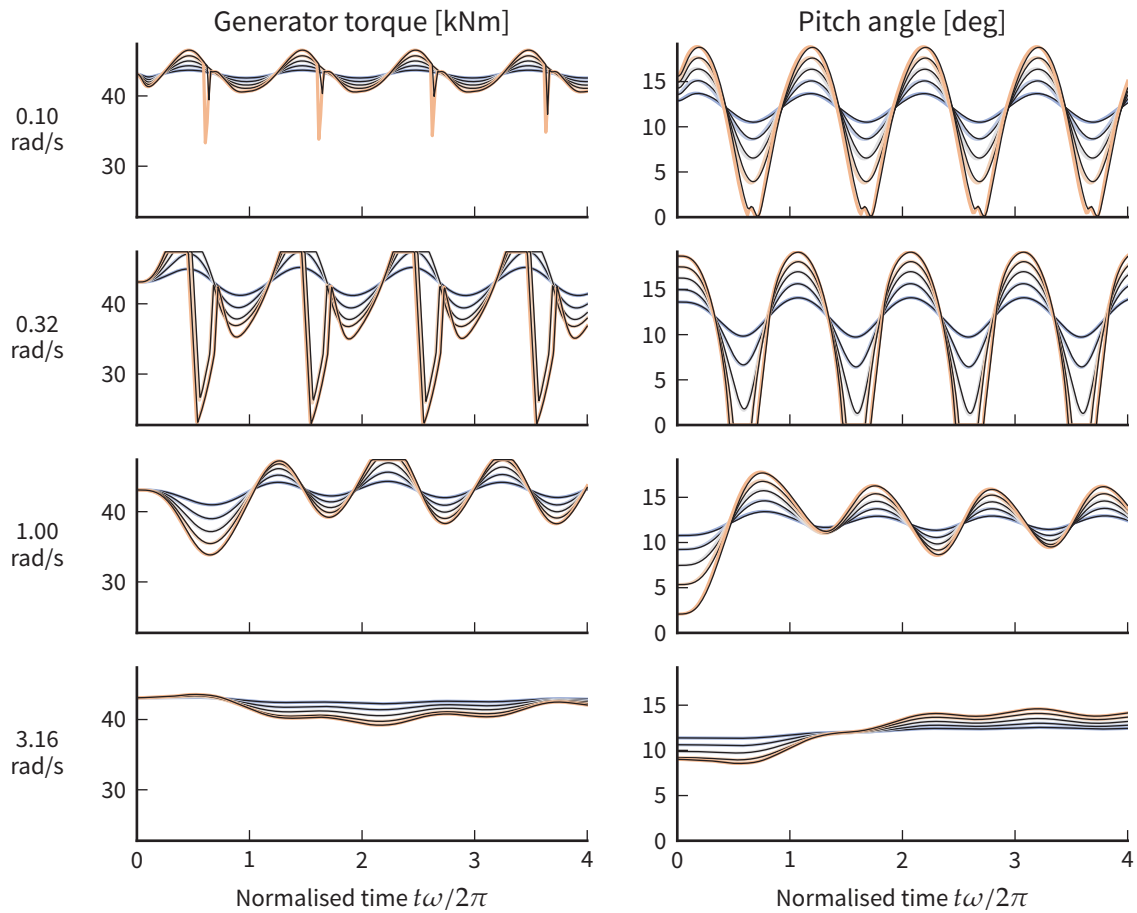 Generator torque [kNm]
Pitch angle [deg]
0.10
rad/s
40
30
15
10
5
0
0.32
rad/s
40
30
15
10
5
0
1.00
rad/s
40
30
15
10
5
0
3.16
rad/s
40
30
15
10
5
0
0 1 2 3 4
0 1 2 3 4
Normalised time tω/2π
Normalised time tω/2π